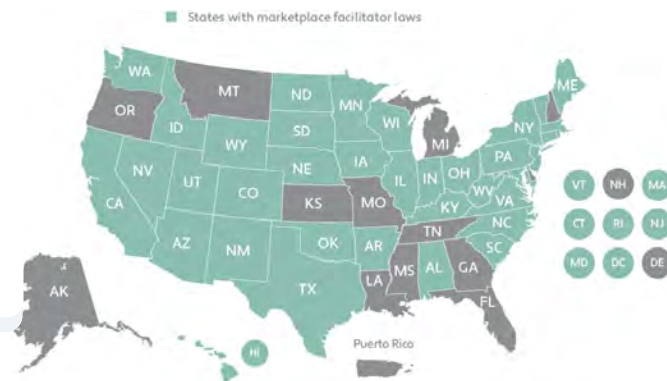 States with marketplace facilitator laws
WA
MT
ND
MN
ME
OR
ID
SD
WI
MI
NY
WY
NV
NE
IA
PA
CA
UT
CO
IL
IN
OH
WV
VA
KS
MO
KY
NC
AZ
NM
OK
AR
TN
SC
TX
LA
MS
AL
GA
FL
AK
HI
Puerto Rico
VT NH MA
CT RI NJ
MD DC DE